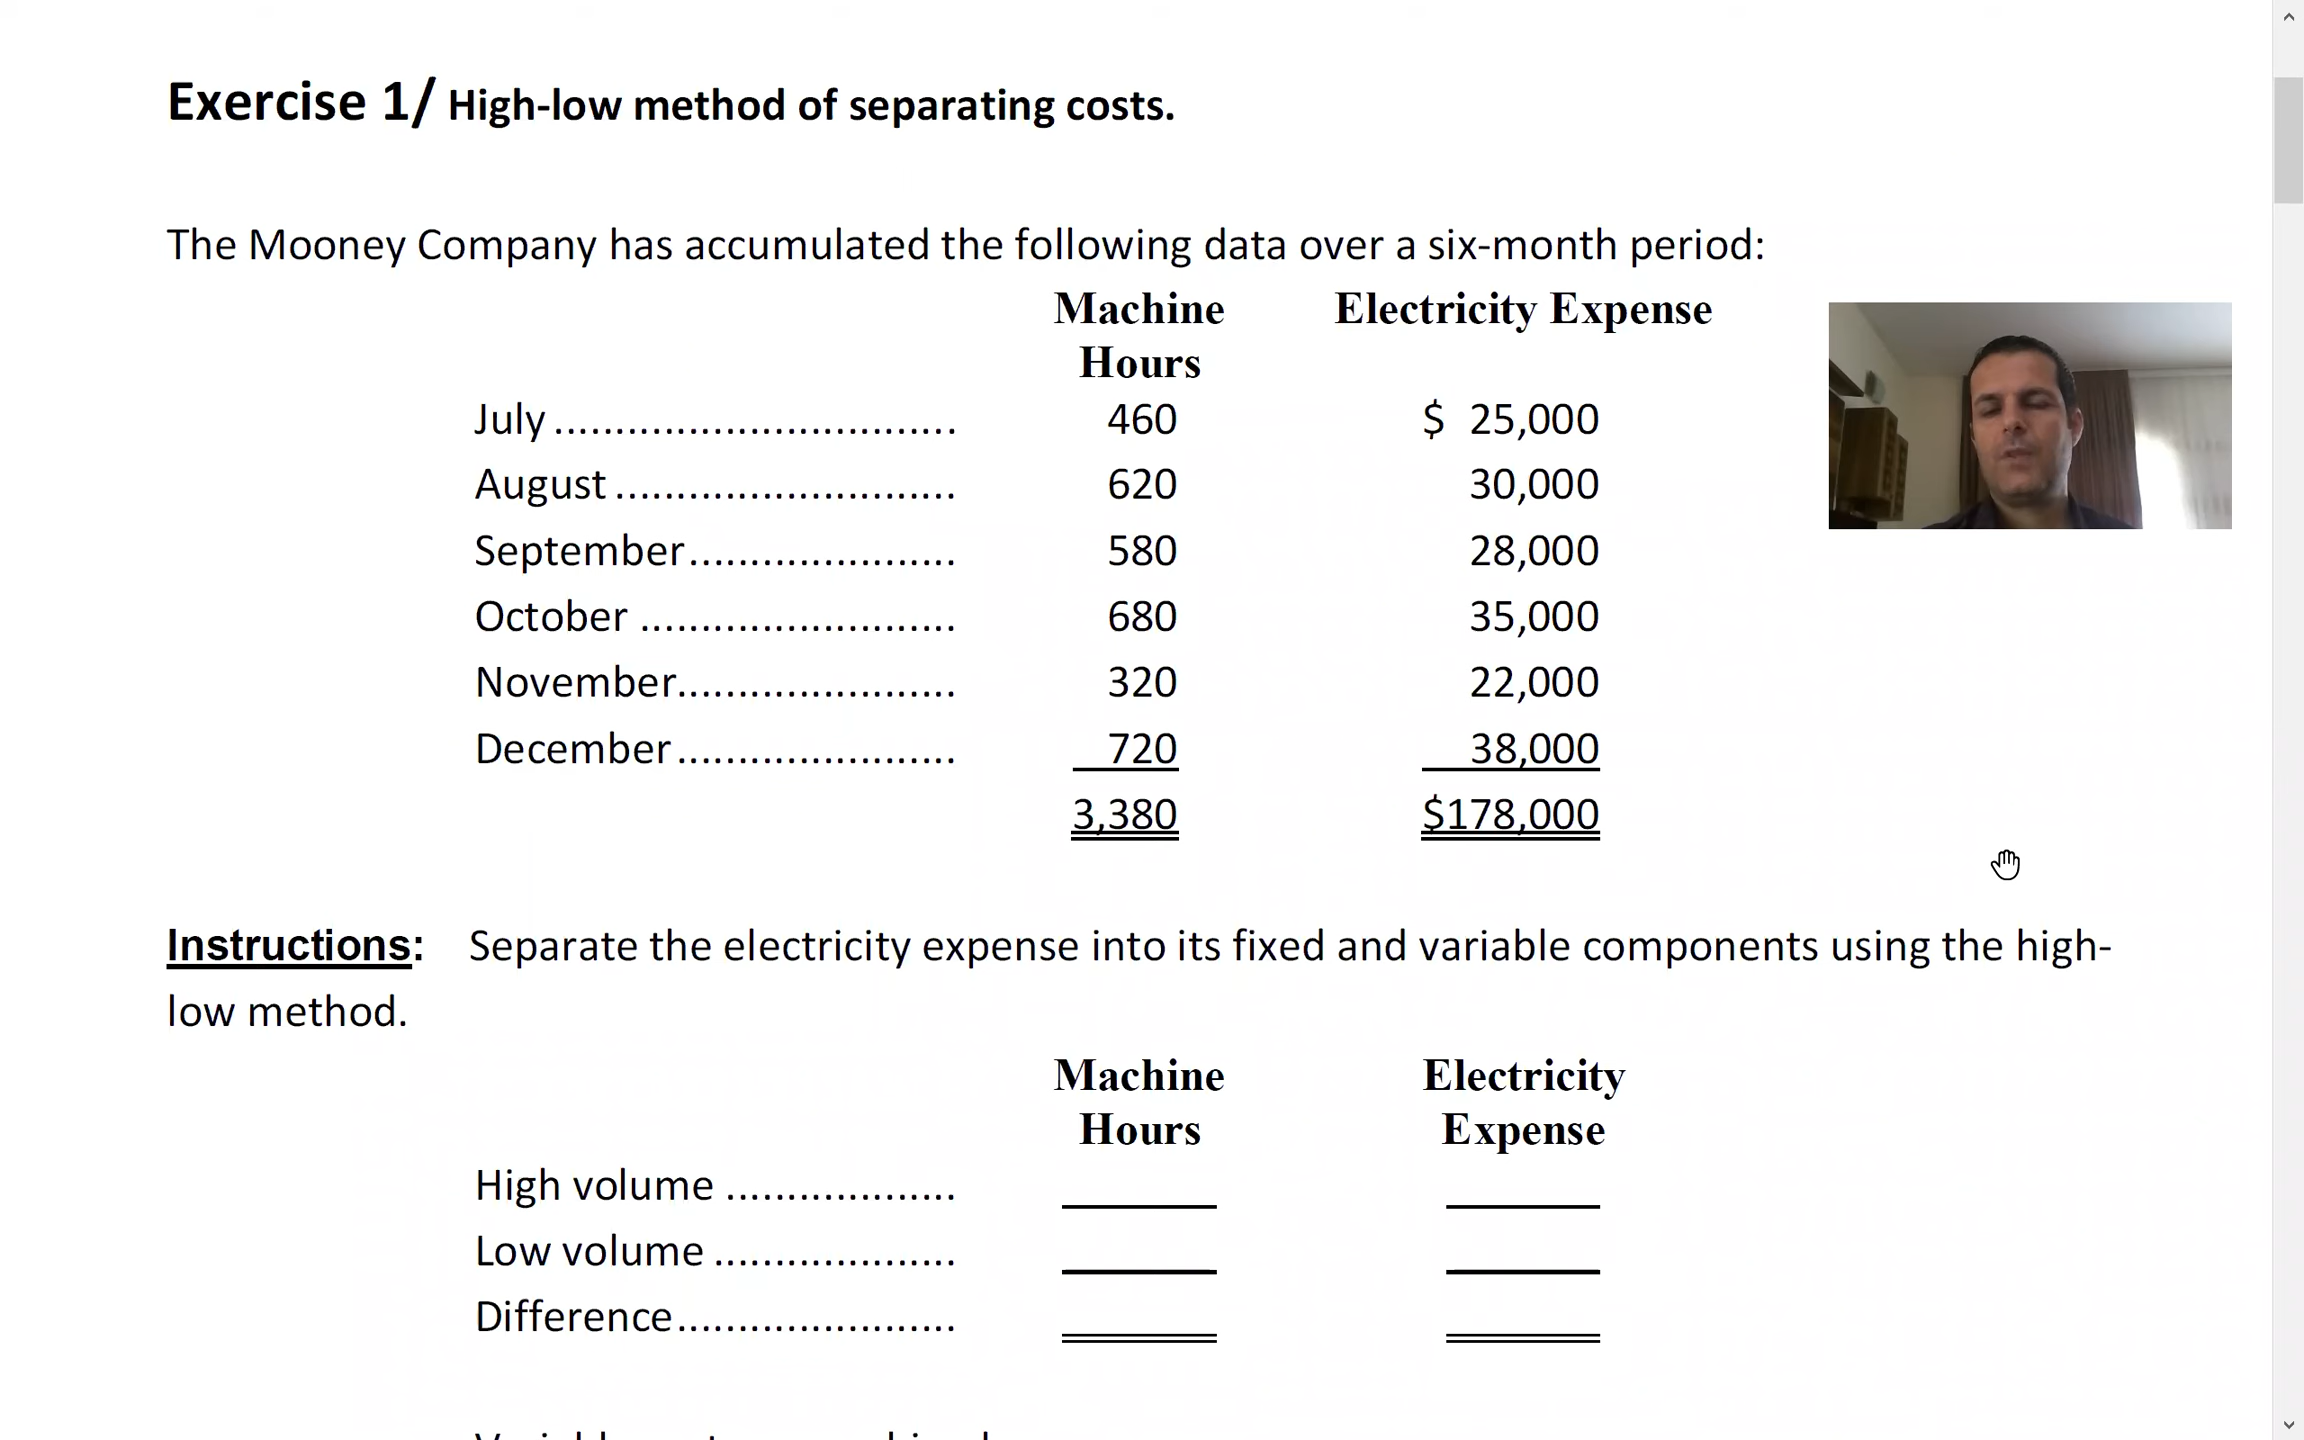 Exercise 1/ High-low method of separating costs.
The Mooney Company has accumulated the following data over a six-month period:
Machine Hours Electricity Expense
July ................................. 460 $ 25,000
August ............................ 620 30,000
September...................... 580 28,000
October .......................... 680 35,000
November....................... 320 22,000
December....................... 720 38,000
3,380 $178,000
Instructions: Separate the electricity expense into its fixed and variable components using the high-
low method.
Machine Hours Electricity Expense
High volume ................... 
Low volume .................... 
Difference.......................